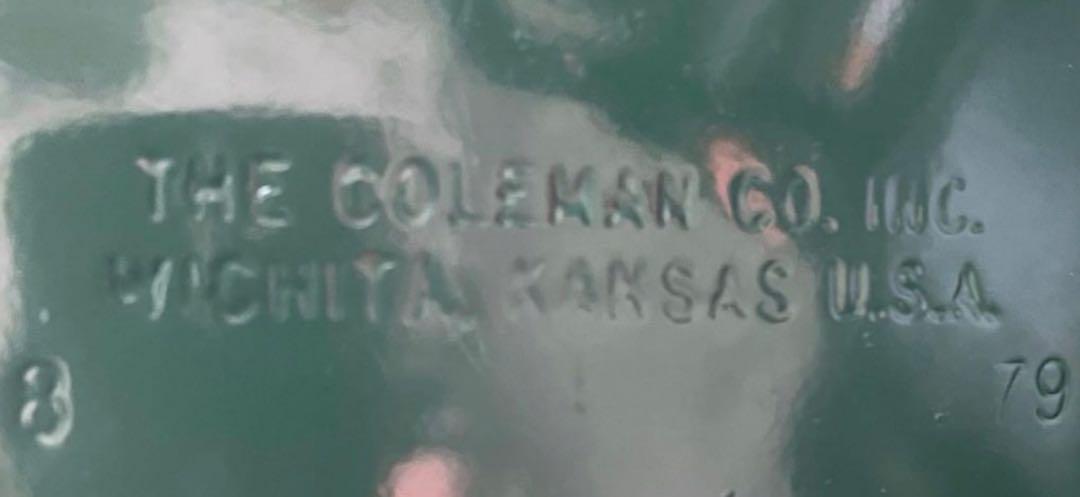 THE COLEMAN CO. INC.
WICHITA, KANSAS U.S.A.
8 79